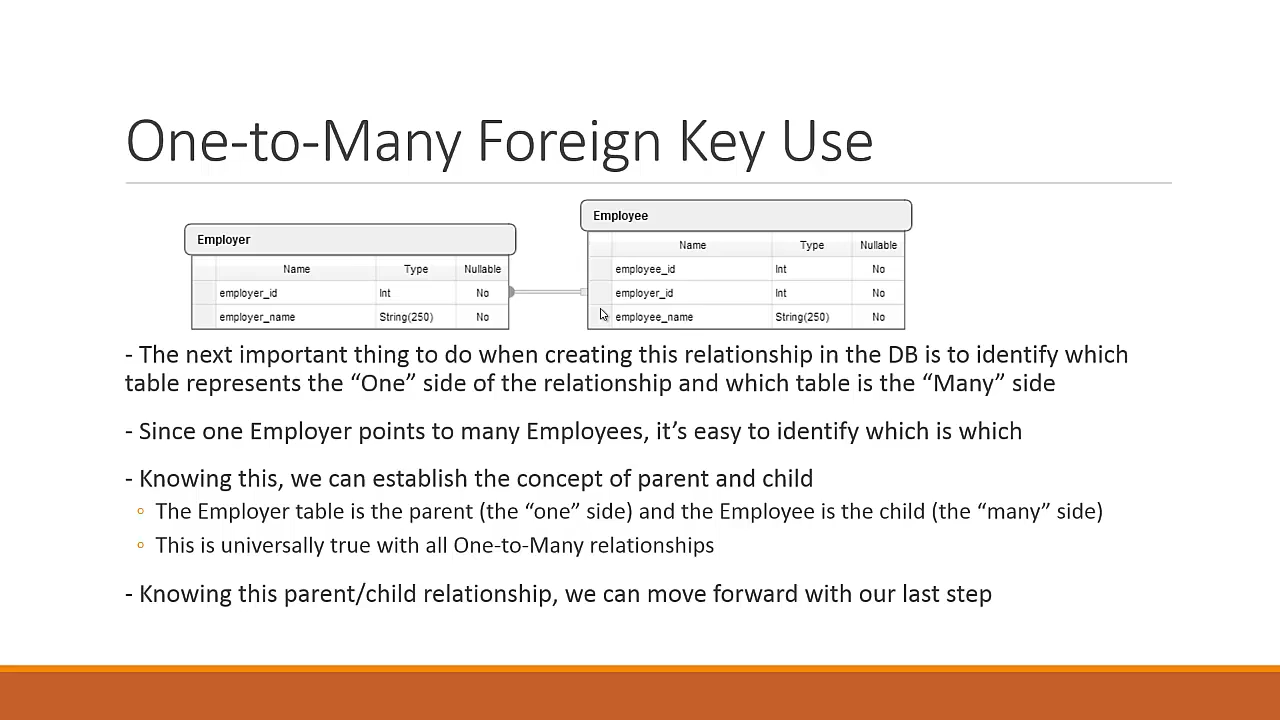 One-to-Many Foreign Key Use
Employer
Name Type Nullable
employer_id Int No
employer_name String(250) No
Employee
Name Type Nullable
employee_id Int No
employer_id Int No
employee_name String(250) No
- The next important thing to do when creating this relationship in the DB is to identify which
table represents the “One” side of the relationship and which table is the “Many” side
- Since one Employer points to many Employees, it’s easy to identify which is which
- Knowing this, we can establish the concept of parent and child
◦ The Employer table is the parent (the “one” side) and the Employee is the child (the “many” side)
◦ This is universally true with all One-to-Many relationships
- Knowing this parent/child relationship, we can move forward with our last step